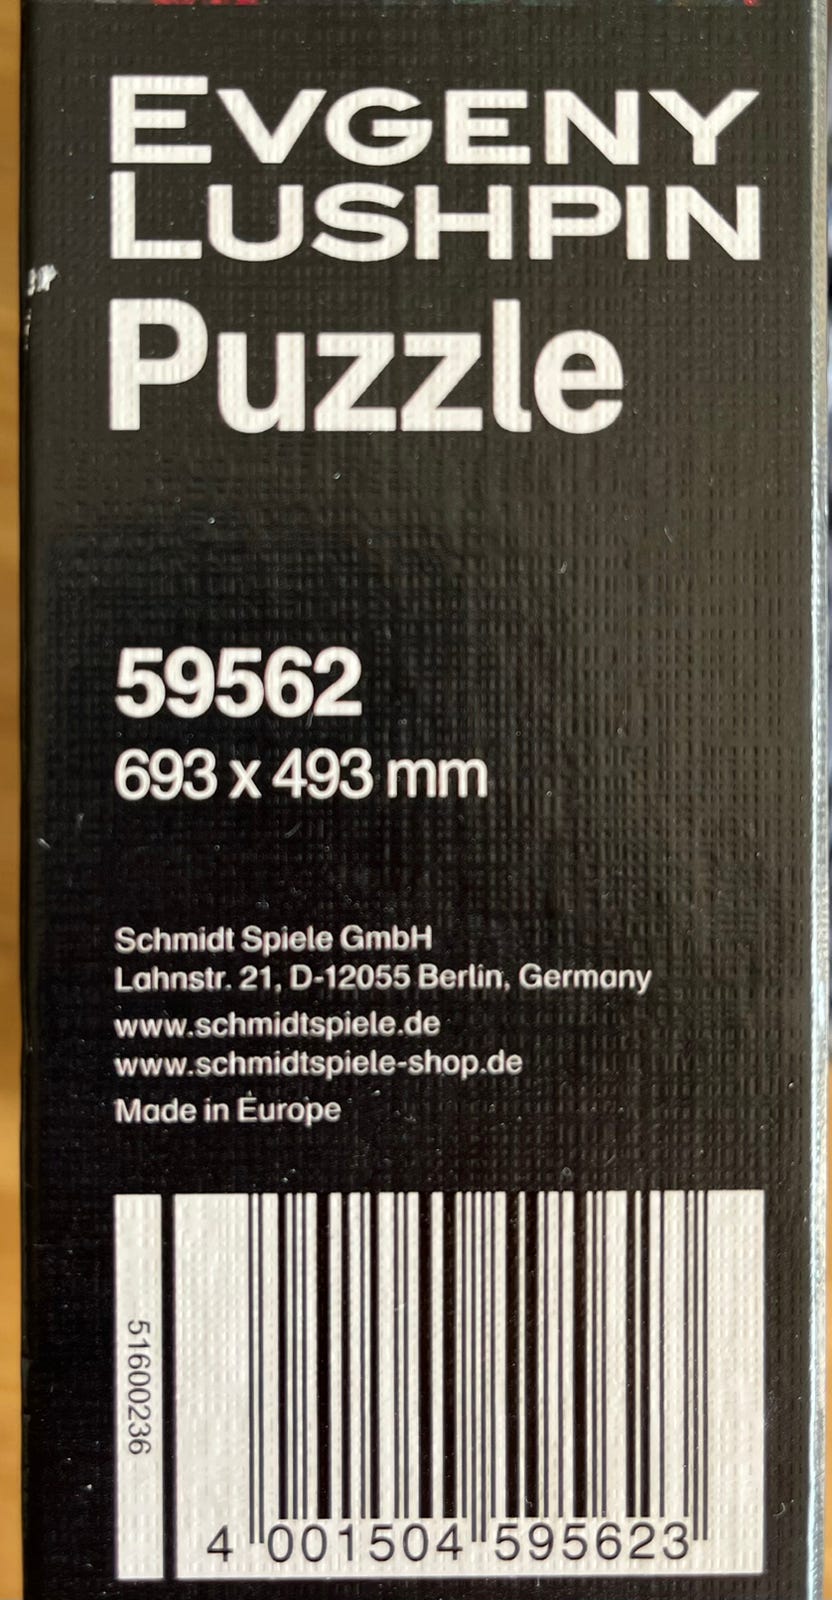 EVGENY
LUSHPIN
Puzzle
59562
693 x 493 mm
Schmidt Spiele GmbH
Lahnstr. 21, D-12055 Berlin, Germany
www.schmidtspiele.de
www.schmidtspiele-shop.de
Made in Europe
51600236
4 001504 595623